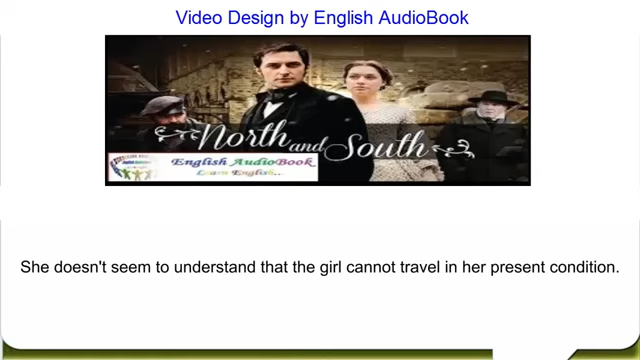 Video Design by English AudioBook
North and South
English AudioBook
Learn English...
She doesn't seem to understand that the girl cannot travel in her present condition.